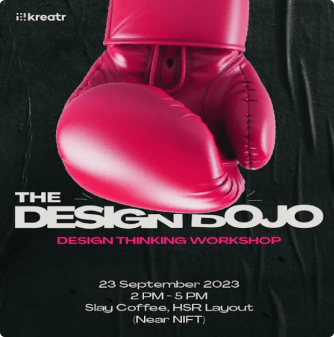 kreatr
THE
DESIGN DOJO
DESIGN THINKING WORKSHOP
23 September 2023
2 PM - 5 PM
Slay Coffee, HSR Layout
(Near NIFT)